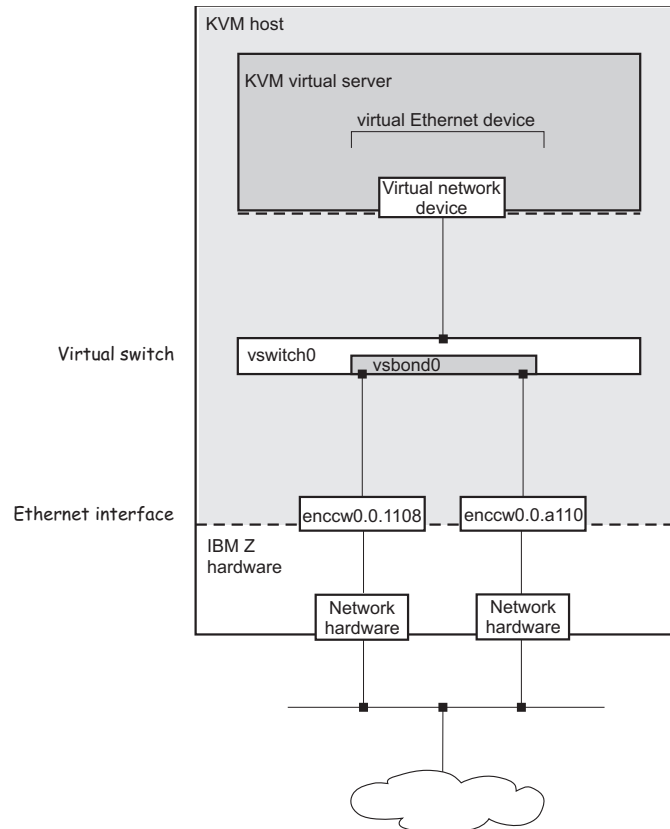 KVM host
KVM virtual server
virtual Ethernet device
Virtual network
device
Virtual switch
vswitch0
vsbond0
Ethernet interface
enccw0.0.1108
enccw0.0.a110
IBM Z
hardware
Network
hardware
Network
hardware